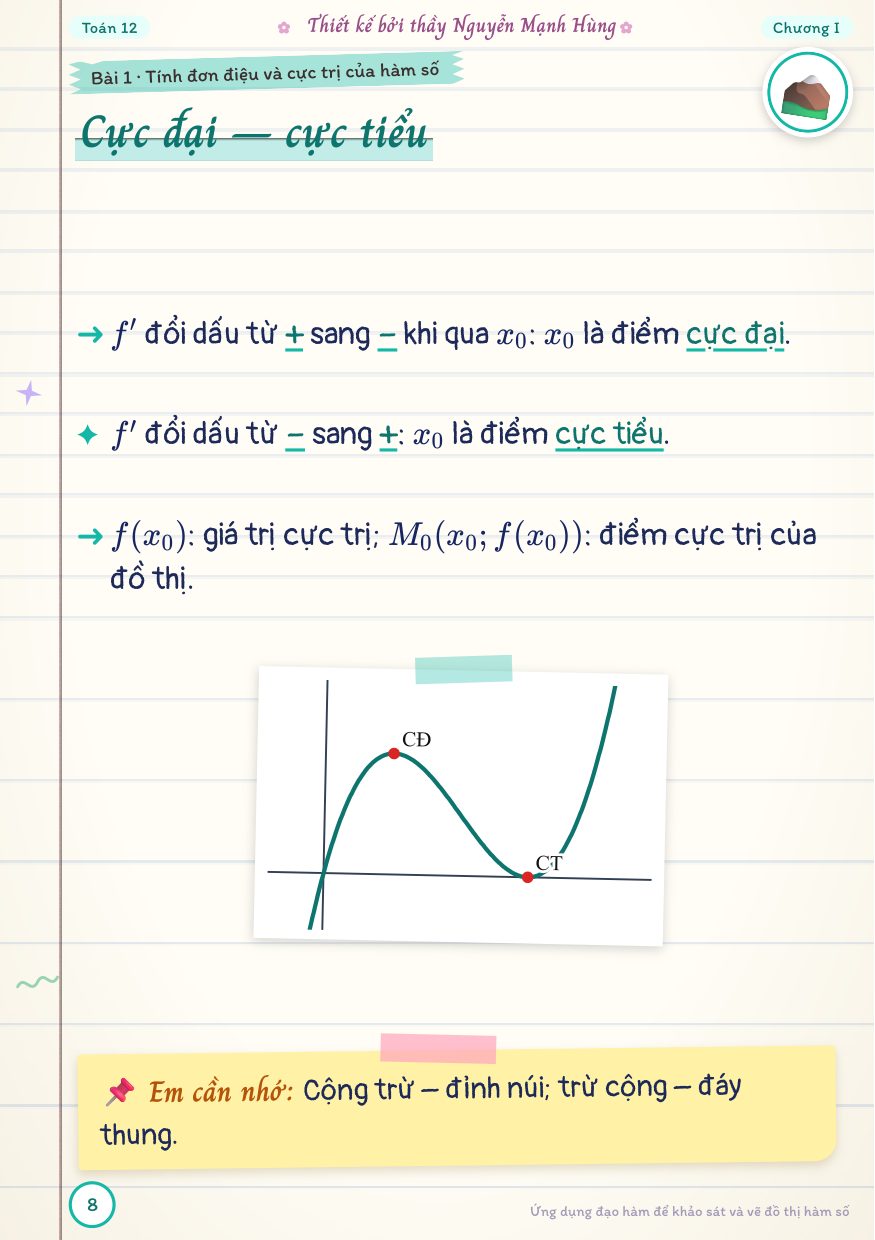 Toán 12
Thiết kế bởi thầy Nguyễn Mạnh Hùng
Chương I
Bài 1 · Tính đơn điệu và cực trị của hàm số
Cực đại — cực tiểu
→ f′ đổi dấu từ + sang − khi qua x₀: x₀ là điểm cực đại.
✦ f′ đổi dấu từ − sang +: x₀ là điểm cực tiểu.
→ f(x₀): giá trị cực trị; M₀(x₀; f(x₀)): điểm cực trị của
đồ thị.
CĐ
CT
📌 Em cần nhớ: Cộng trừ – đỉnh núi; trừ cộng – đáy
thung.
8
Ứng dụng đạo hàm để khảo sát và vẽ đồ thị hàm số